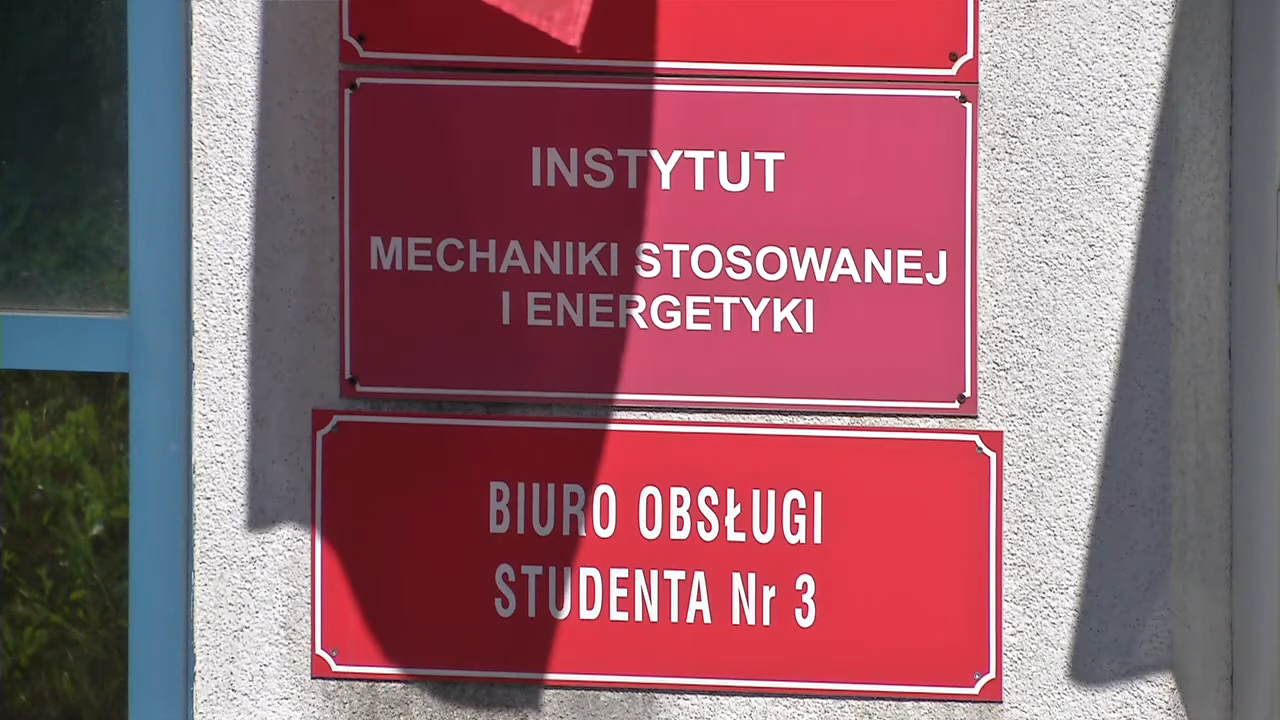 INSTYTUT
MECHANIKI STOSOWANEJ
I ENERGETYKI
BIURO OBSŁUGI
STUDENTA Nr 3